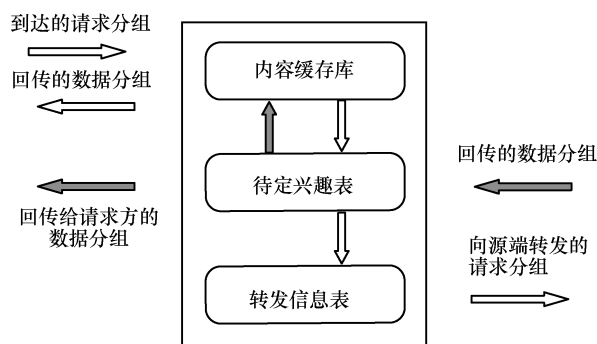 到达的请求分组
回传的数据分组
回传给请求方的
数据分组
内容缓存库
待定兴趣表
转发信息表
回传的数据分组
向源端转发的
请求分组